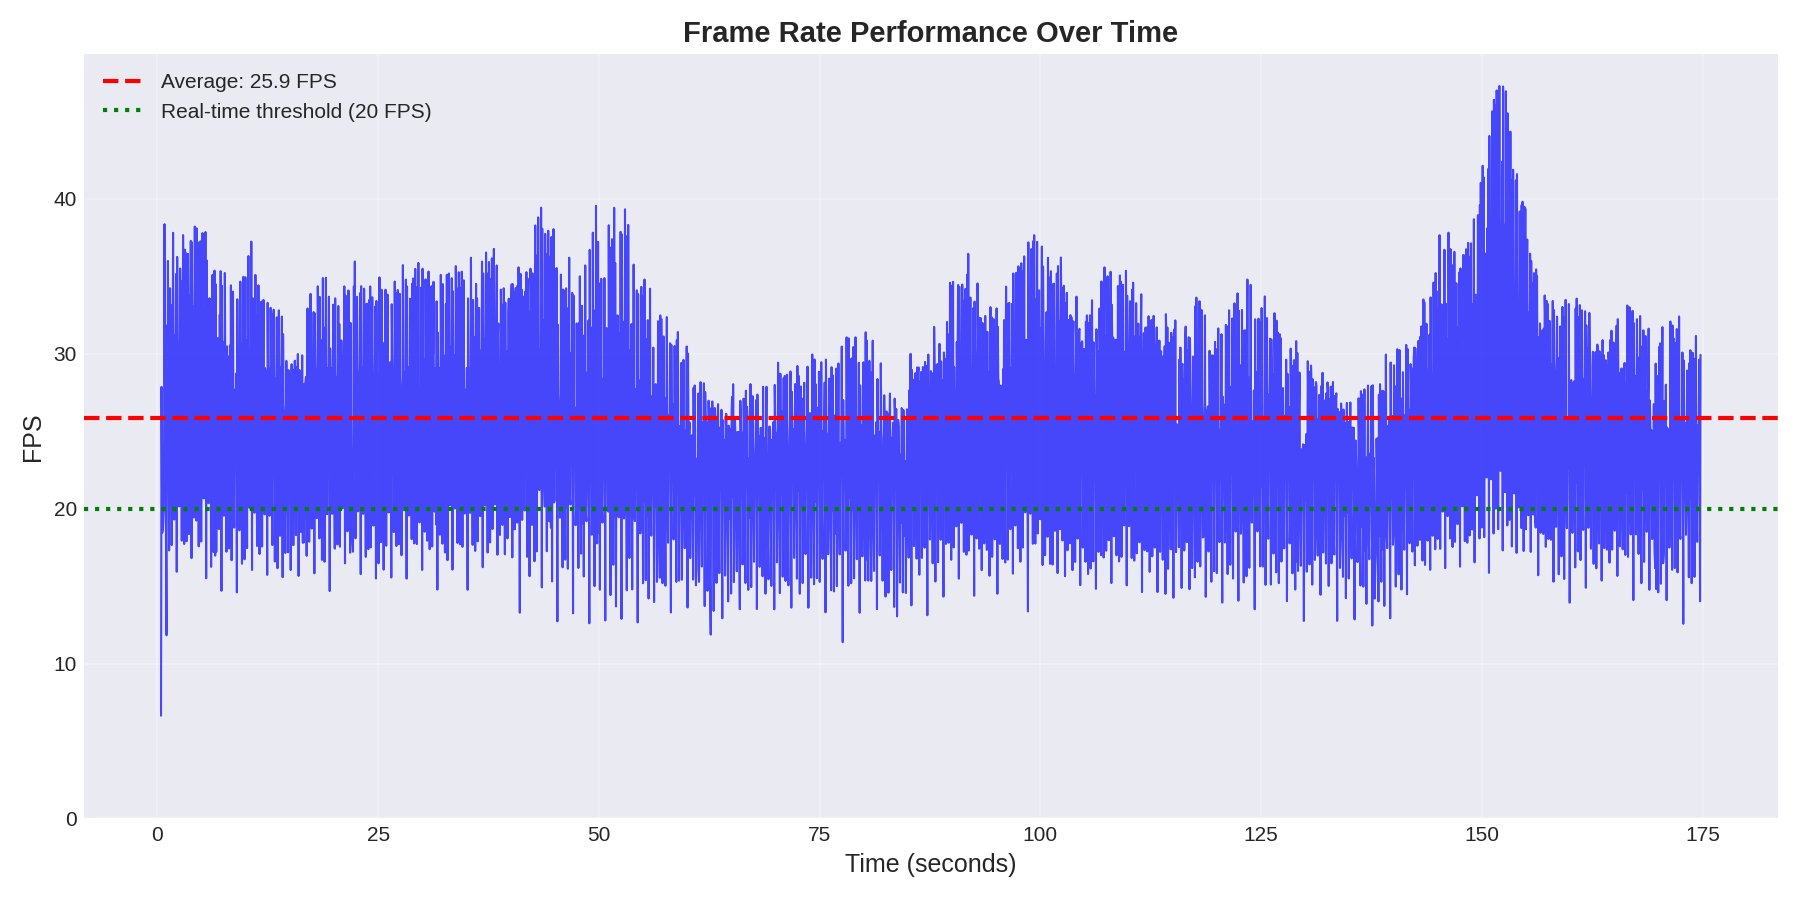 Frame Rate Performance Over Time
Average: 25.9 FPS
Real-time threshold (20 FPS)
FPS
40
30
20
10
0
0 25 50 75 100 125 150 175
Time (seconds)